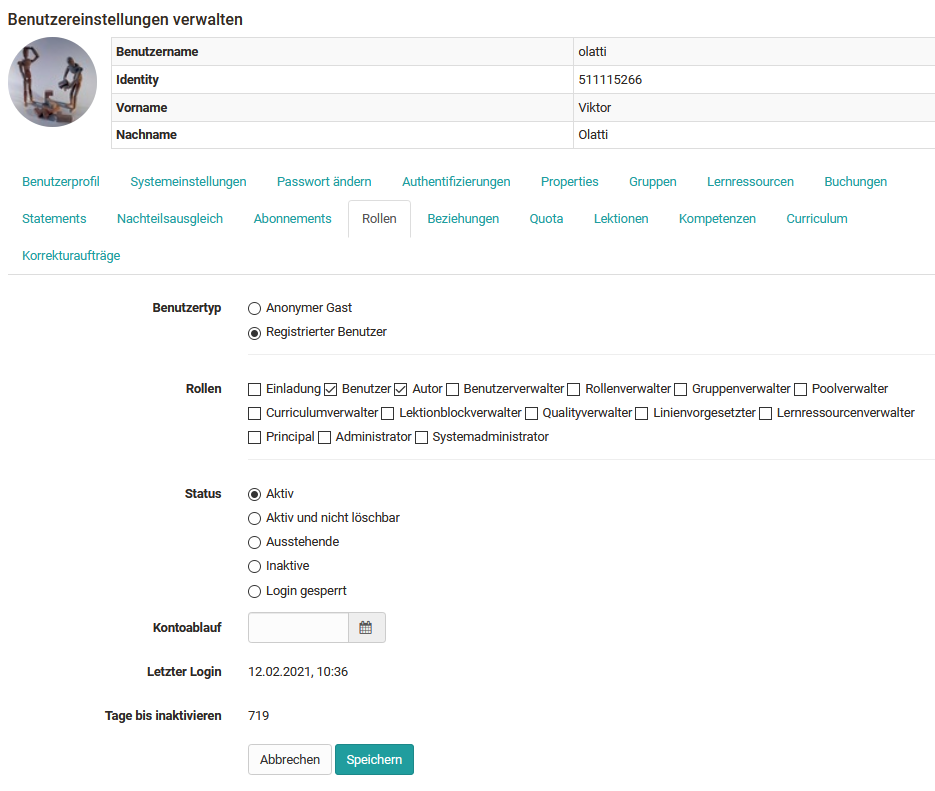 Benutzereinstellungen verwalten
Benutzername olatti
Identity 511115266
Vorname Viktor
Nachname Olatti
Benutzerprofil Systemeinstellungen Passwort ändern Authentifizierungen Properties Gruppen Lernressourcen Buchungen
Statements Nachteilsausgleich Abonnements Rollen Beziehungen Quota Lektionen Kompetenzen Curriculum
Korrekturaufträge
Benutzertyp Anonymer Gast
Registrierter Benutzer
Rollen Einladung Benutzer Autor Benutzerverwalter Rollenverwalter Gruppenverwalter Poolverwalter
Curriculumverwalter Lektionblockverwalter Qualityverwalter Linienvorgesetzter Lernressourcenverwalter
Principal Administrator Systemadministrator
Status Aktiv
Aktiv und nicht löschbar
Ausstehende
Inaktive
Login gesperrt
Kontoablauf
Letzter Login 12.02.2021, 10:36
Tage bis inaktivieren 719
Abbrechen Speichern